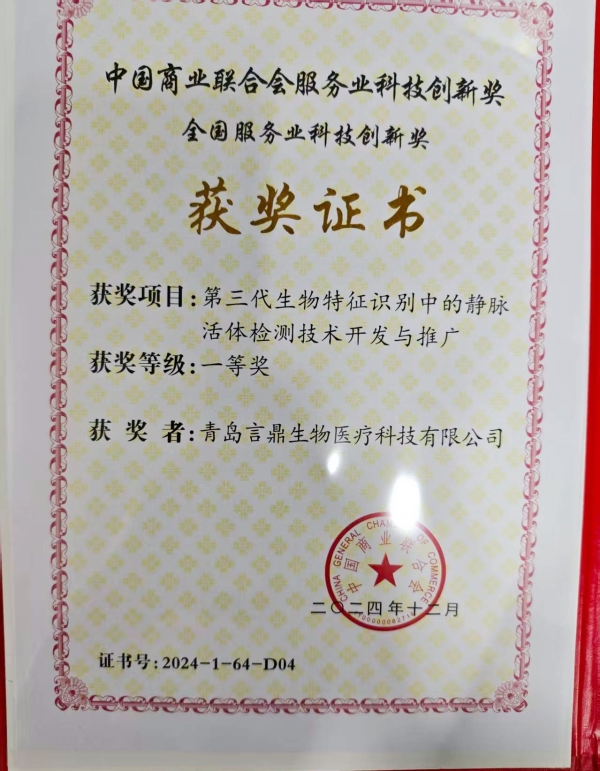 中国商业联合会服务业科技创新奖
全国服务业科技创新奖
获奖证书
获奖项目：第三代生物特征识别中的静脉
活体检测技术开发与推广
获奖等级：一等奖
获奖者：青岛言鼎生物医疗科技有限公司
CHINA GENERAL CHAMBER OF COMMERCE
中国商业联合会
二〇二四年十二月
证书号：2024-1-64-D04